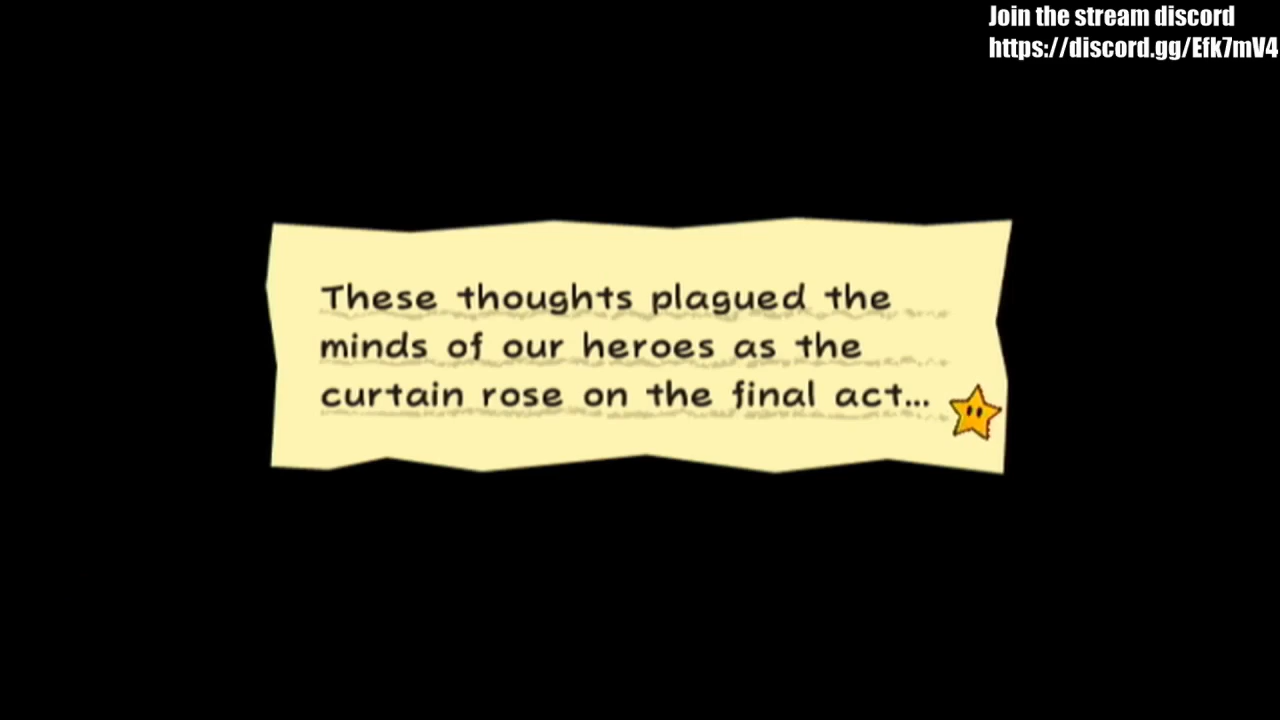 Join the stream discord
https://discord.gg/Efk7mV4
These thoughts plagued the
minds of our heroes as the
curtain rose on the final act...